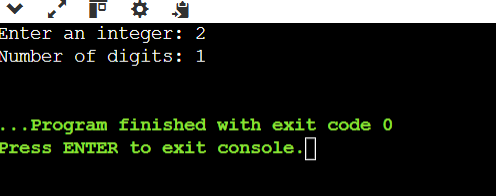 Enter an integer: 2
Number of digits: 1
...Program finished with exit code 0
Press ENTER to exit console.